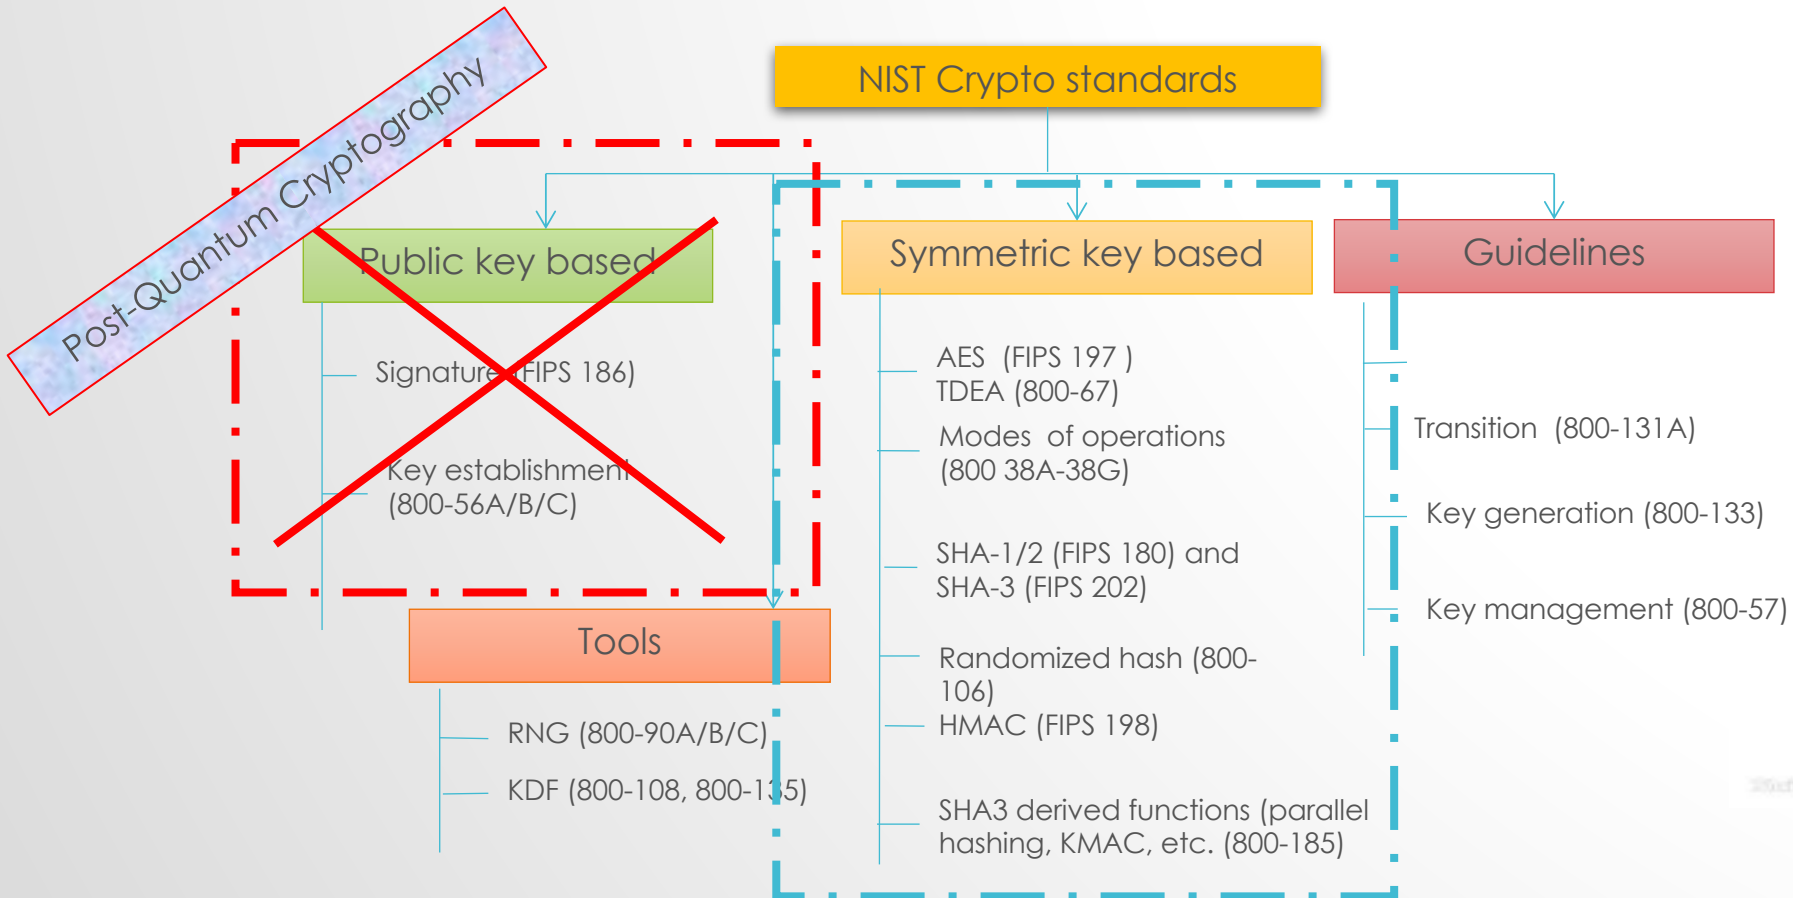 Post-Quantum Cryptography
NIST Crypto standards
Public key based
Signature (FIPS 186)
Key establishment
(800-56A/B/C)
Tools
RNG (800-90A/B/C)
KDF (800-108, 800-135)
Symmetric key based
AES (FIPS 197 )
TDEA (800-67)
Modes of operations
(800 38A-38G)
SHA-1/2 (FIPS 180) and
SHA-3 (FIPS 202)
Randomized hash (800-
106)
HMAC (FIPS 198)
SHA3 derived functions (parallel
hashing, KMAC, etc. (800-185)
Guidelines
Transition (800-131A)
Key generation (800-133)
Key management (800-57)